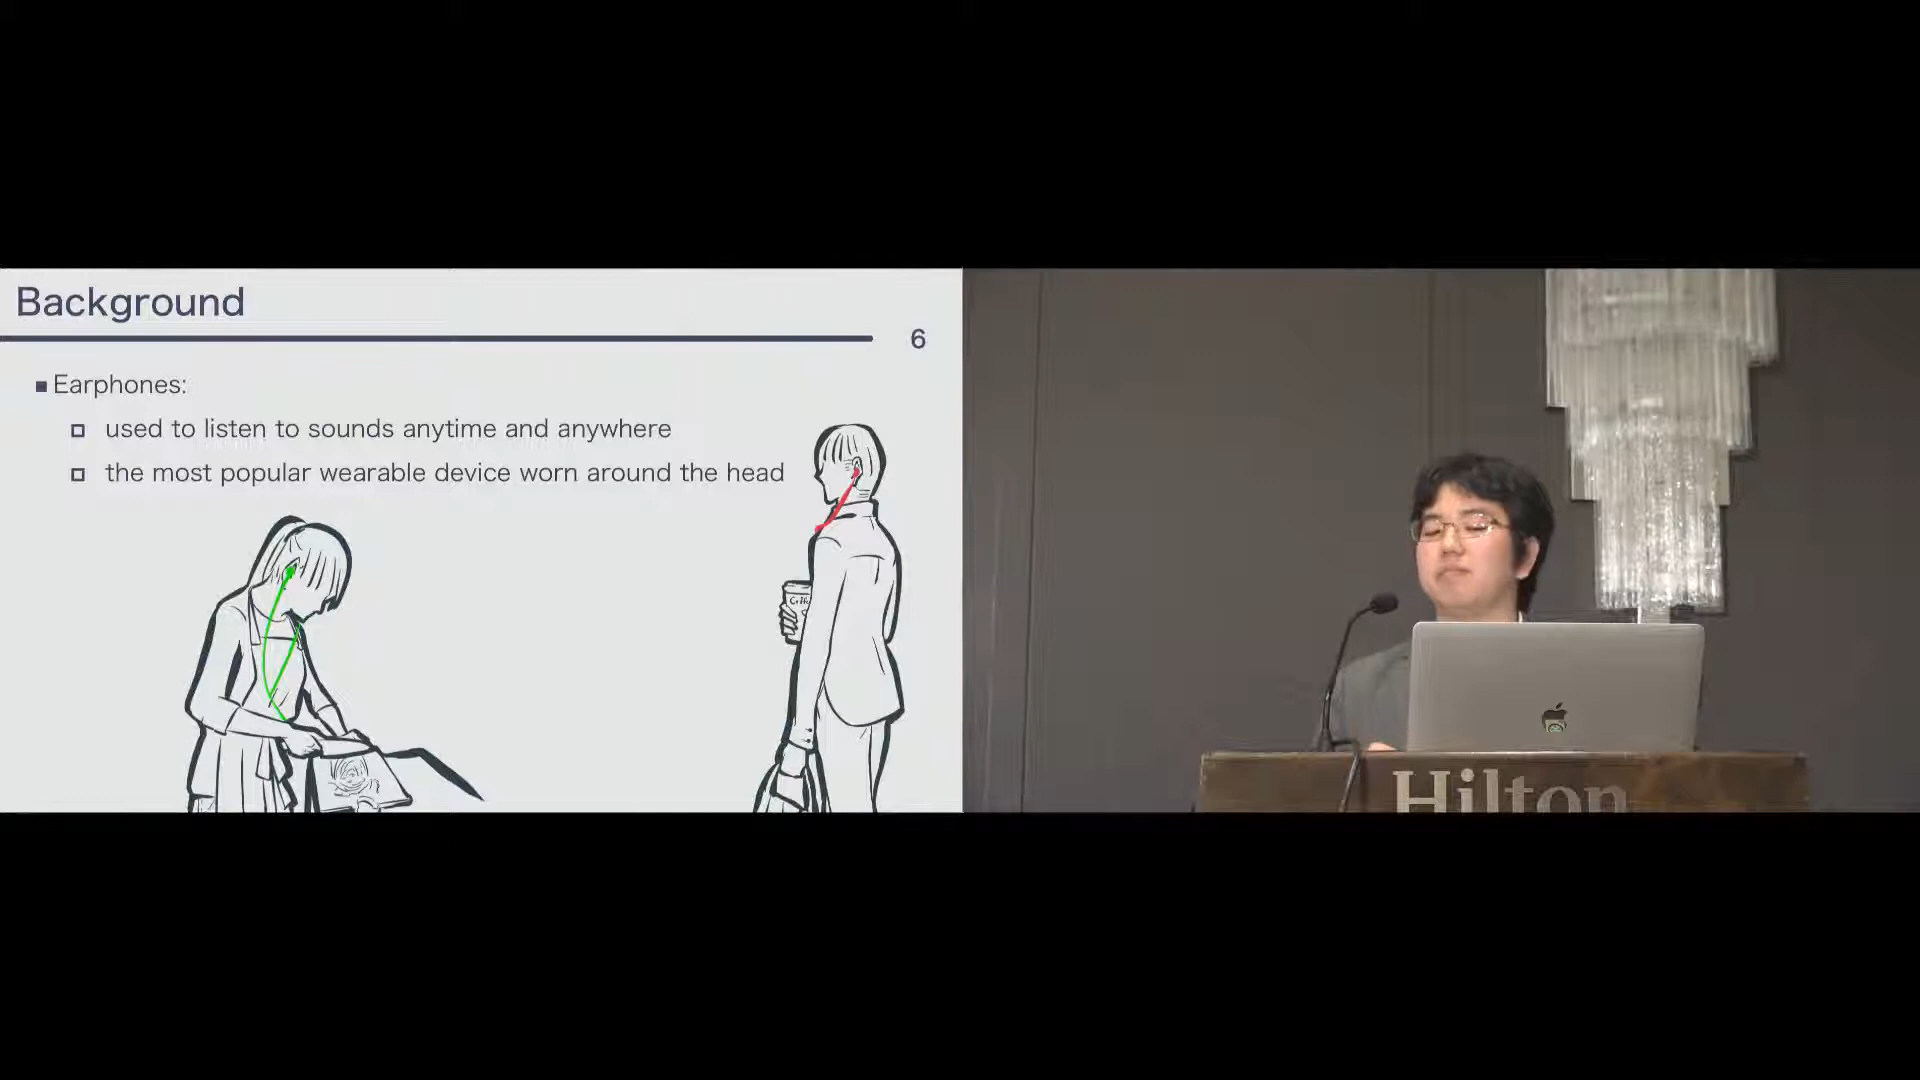 Background
6
Earphones:
used to listen to sounds anytime and anywhere
the most popular wearable device worn around the head
Hilton